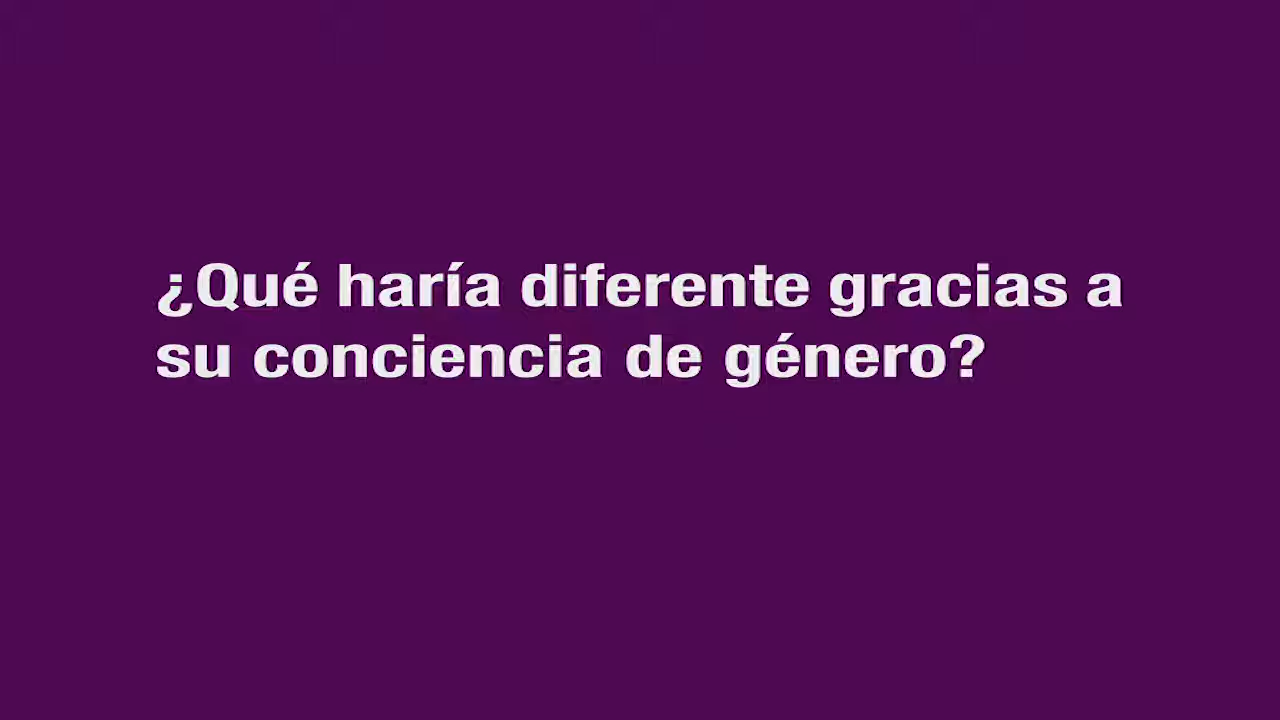 ¿Qué haría diferente gracias a
su conciencia de género?